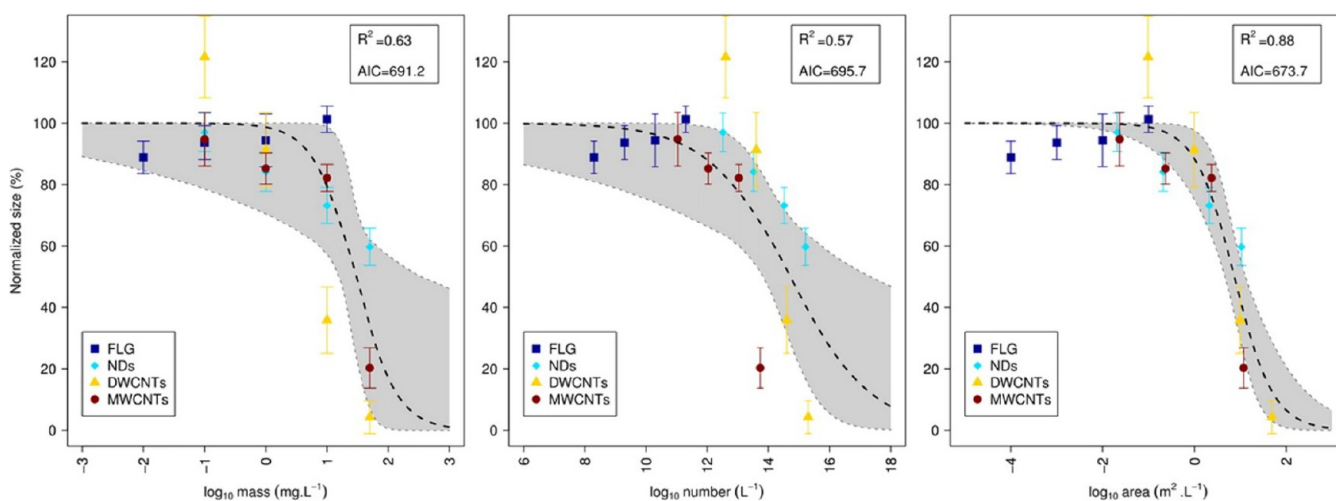 R²=0.63
AIC=691.2
Normalized size (%)
120
100
80
60
40
20
0
FLG
NDs
DWCNTs
MWCNTs
−3 −2 −1 0 1 2 3
log₁₀ mass (mg.L⁻¹)
R²=0.57
AIC=695.7
120
100
80
60
40
20
0
FLG
NDs
DWCNTs
MWCNTs
6 8 10 12 14 16 18
log₁₀ number (L⁻¹)
R²=0.88
AIC=673.7
120
100
80
60
40
20
0
FLG
NDs
DWCNTs
MWCNTs
−4 −2 0 2
log₁₀ area (m².L⁻¹)